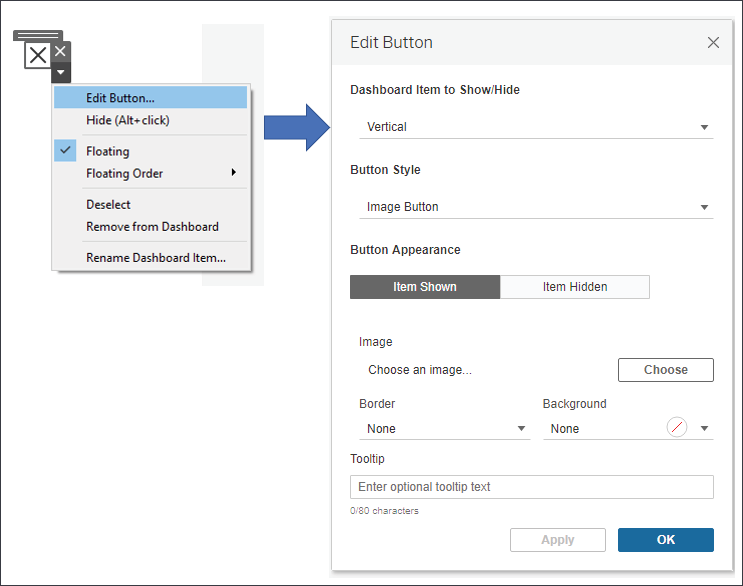 Edit Button...
Hide (Alt+click)
Floating
Floating Order
Deselect
Remove from Dashboard
Rename Dashboard Item...
Edit Button
Dashboard Item to Show/Hide
Vertical
Button Style
Image Button
Button Appearance
Item Shown Item Hidden
Image
Choose an image... Choose
Border Background
None None
Tooltip
Enter optional tooltip text
0/80 characters
Apply OK